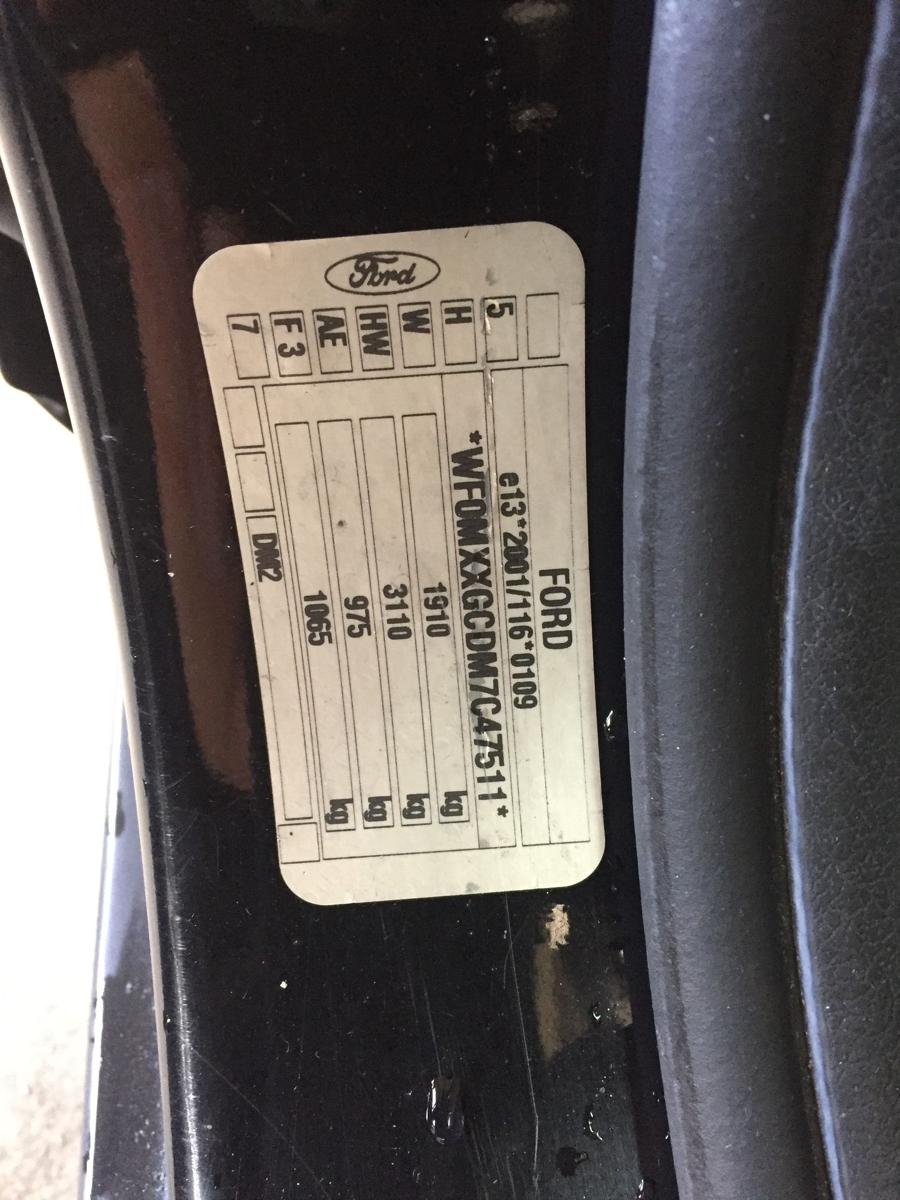 Ford
FORD
5
e13*2001/116*0109
H
*WF0MXXGCDM7C47511*
W
1910 kg
HW
3110 kg
AE
975 kg
F 3
1065 kg
7
DM2